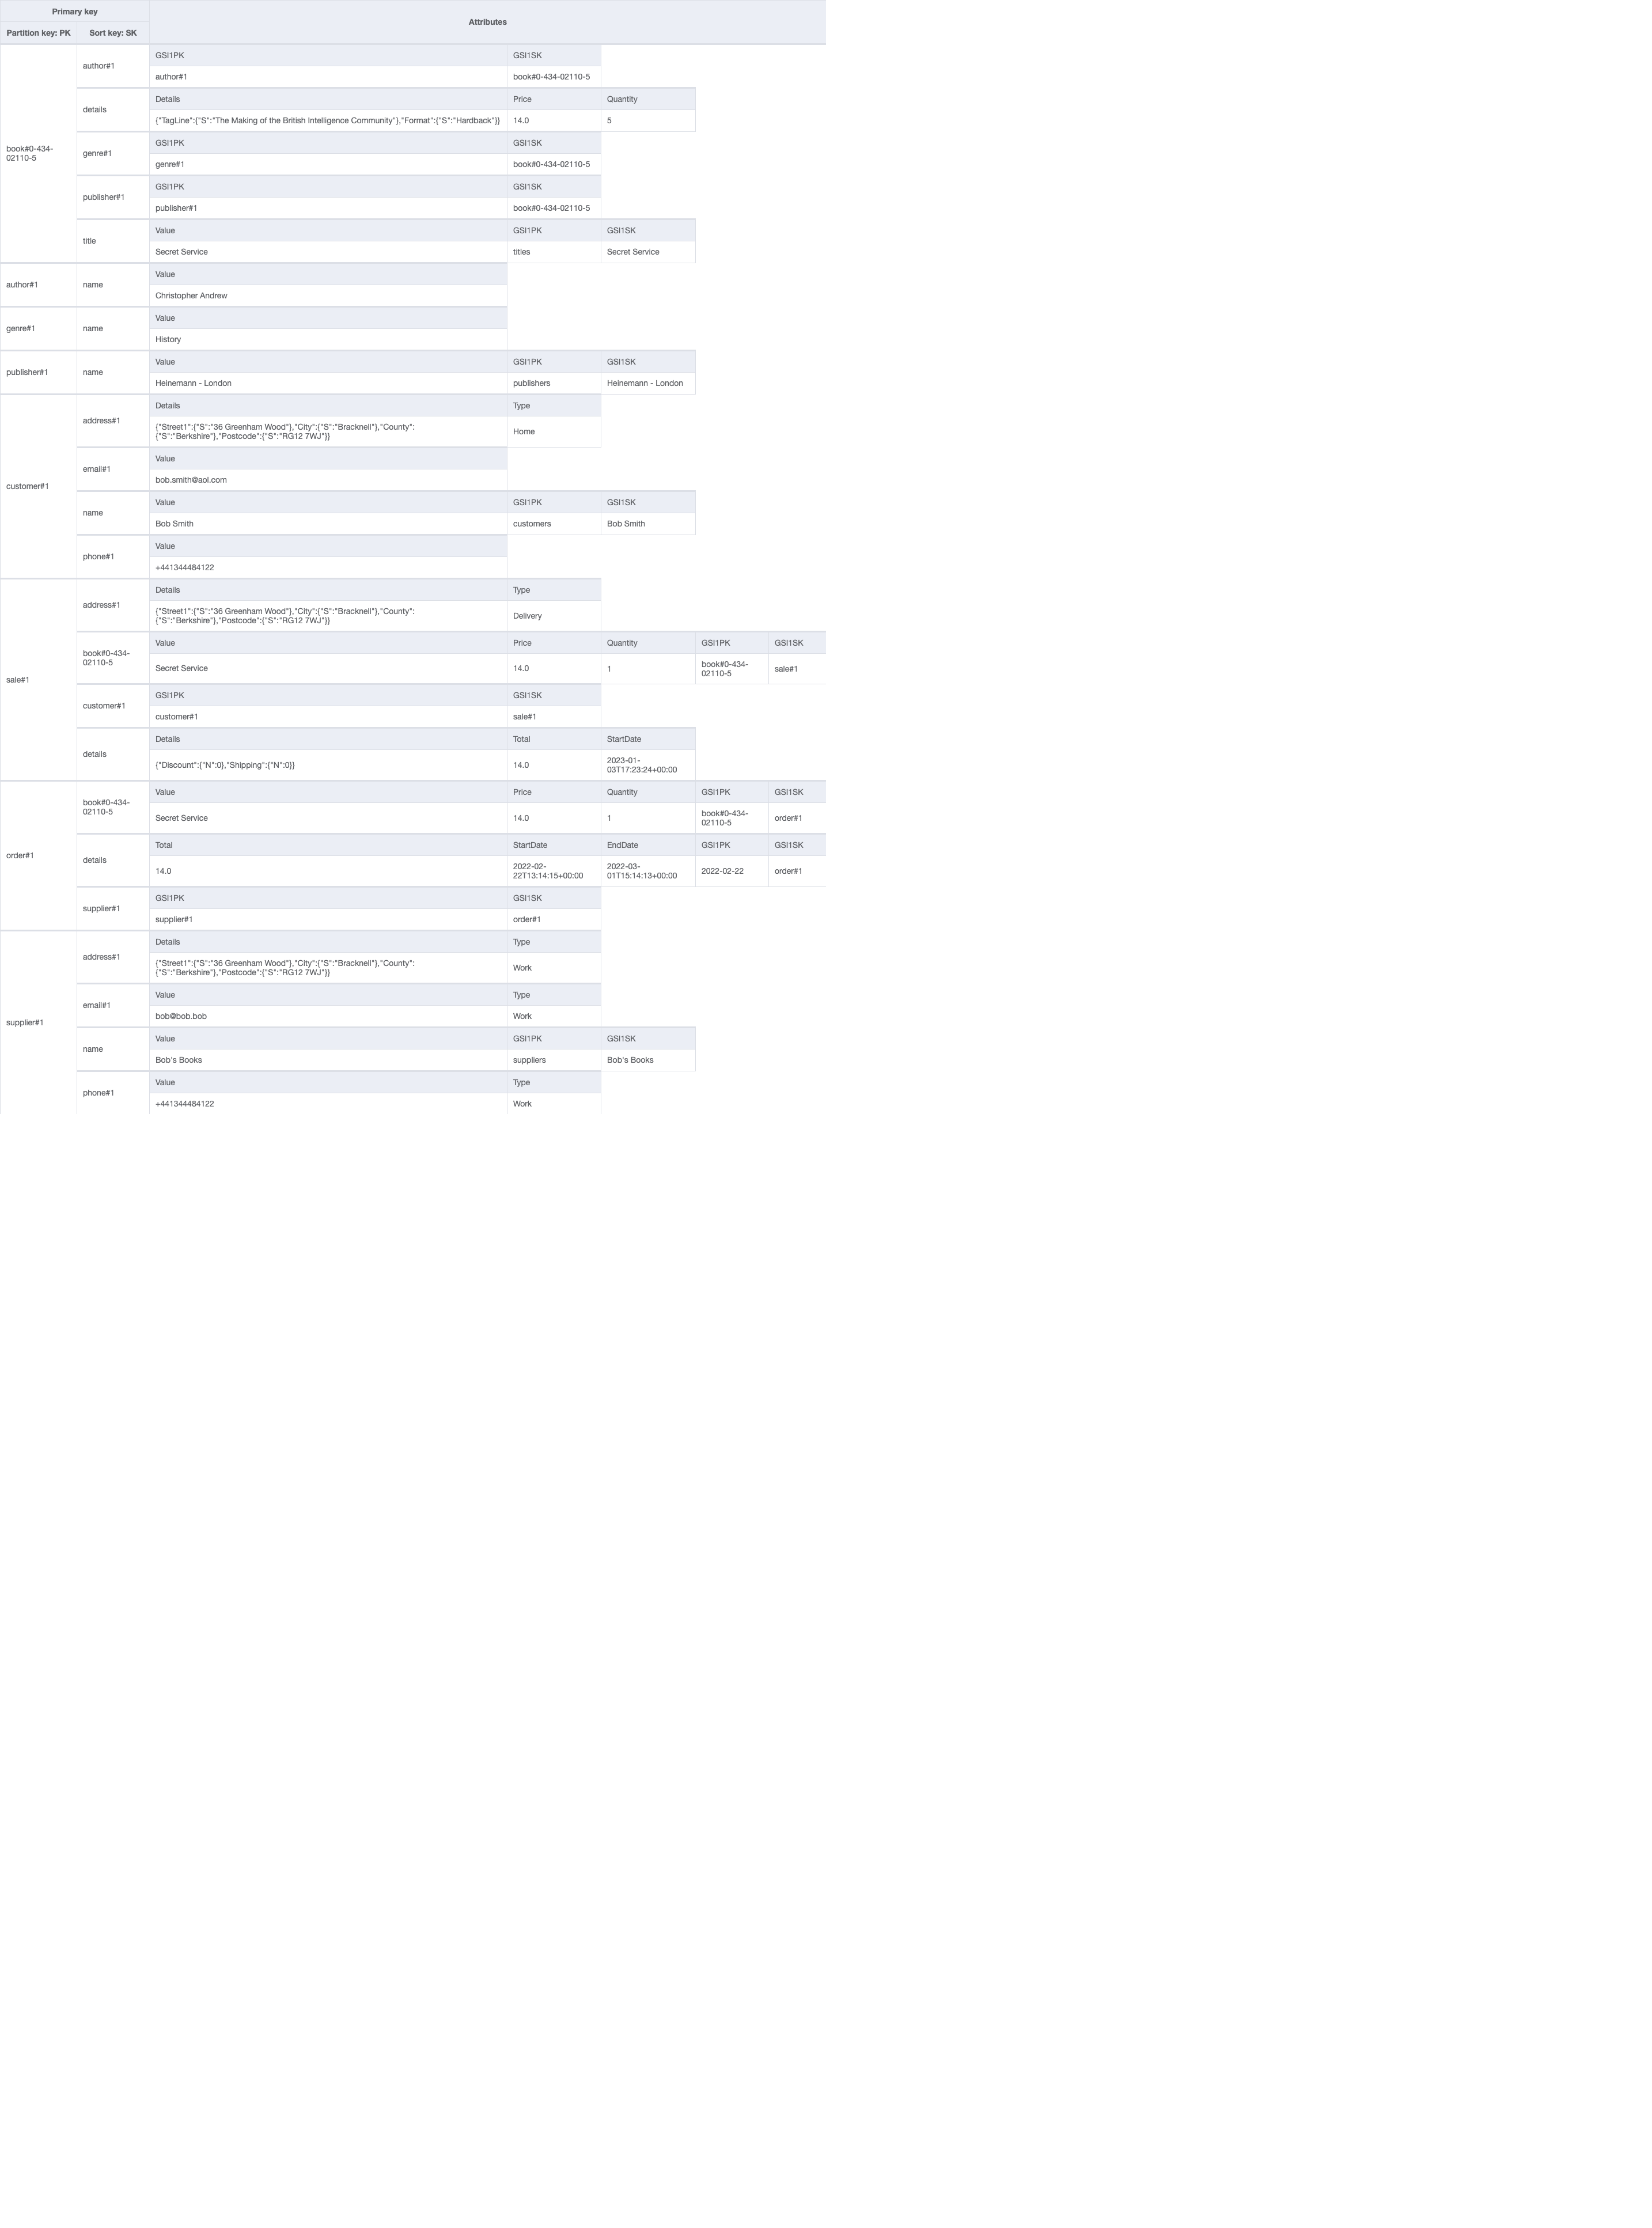 Primary key
Attributes
Partition key: PK Sort key: SK
book#0-434-
02110-5
author#1
GSI1PK GSI1SK
author#1 book#0-434-02110-5
details
Details Price Quantity
{"TagLine":{"S":"The Making of the British Intelligence Community"},"Format":{"S":"Hardback"}} 14.0 5
genre#1
GSI1PK GSI1SK
genre#1 book#0-434-02110-5
publisher#1
GSI1PK GSI1SK
publisher#1 book#0-434-02110-5
title
Value GSI1PK GSI1SK
Secret Service titles Secret Service
author#1 name
Value
Christopher Andrew
genre#1 name
Value
History
publisher#1 name
Value GSI1PK GSI1SK
Heinemann - London publishers Heinemann - London
customer#1
address#1
Details Type
{"Street1":{"S":"36 Greenham Wood"},"City":{"S":"Bracknell"},"County":
{"S":"Berkshire"},"Postcode":{"S":"RG12 7WJ"}}
Home
email#1
Value
bob.smith@aol.com
name
Value GSI1PK GSI1SK
Bob Smith customers Bob Smith
phone#1
Value
+441344484122
sale#1
address#1
Details Type
{"Street1":{"S":"36 Greenham Wood"},"City":{"S":"Bracknell"},"County":
{"S":"Berkshire"},"Postcode":{"S":"RG12 7WJ"}}
Delivery
book#0-434-
02110-5
Value Price Quantity GSI1PK GSI1SK
Secret Service 14.0 1
book#0-434-
02110-5
sale#1
customer#1
GSI1PK GSI1SK
customer#1 sale#1
details
Details Total StartDate
{"Discount":{"N":0},"Shipping":{"N":0}} 14.0
2023-01-
03T17:23:24+00:00
order#1
book#0-434-
02110-5
Value Price Quantity GSI1PK GSI1SK
Secret Service 14.0 1
book#0-434-
02110-5
order#1
details
Total StartDate EndDate GSI1PK GSI1SK
14.0
2022-02-
22T13:14:15+00:00
2022-03-
01T15:14:13+00:00
2022-02-22 order#1
supplier#1
GSI1PK GSI1SK
supplier#1 order#1
supplier#1
address#1
Details Type
{"Street1":{"S":"36 Greenham Wood"},"City":{"S":"Bracknell"},"County":
{"S":"Berkshire"},"Postcode":{"S":"RG12 7WJ"}}
Work
email#1
Value Type
bob@bob.bob Work
name
Value GSI1PK GSI1SK
Bob's Books suppliers Bob's Books
phone#1
Value Type
+441344484122 Work